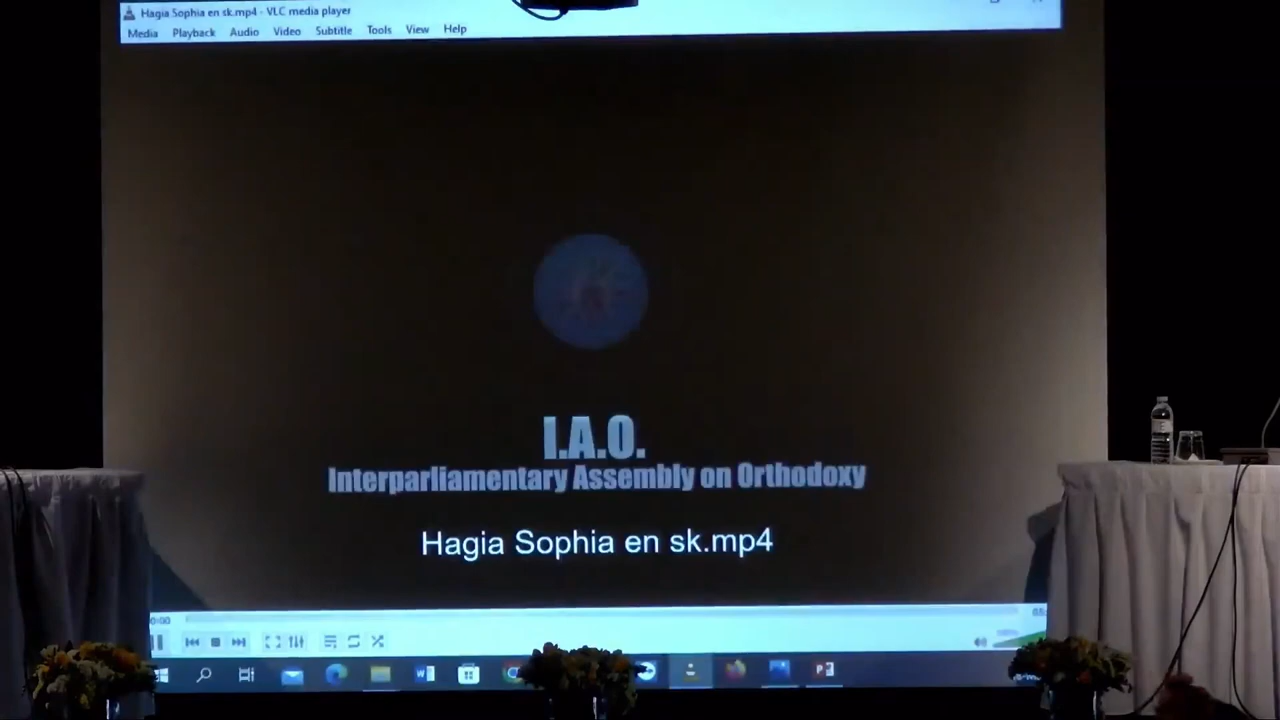 Hagia Sophia en sk.mp4 - VLC media player
Media Playback Audio Video Subtitle Tools View Help
I.A.O.
Interparliamentary Assembly on Orthodoxy
Hagia Sophia en sk.mp4